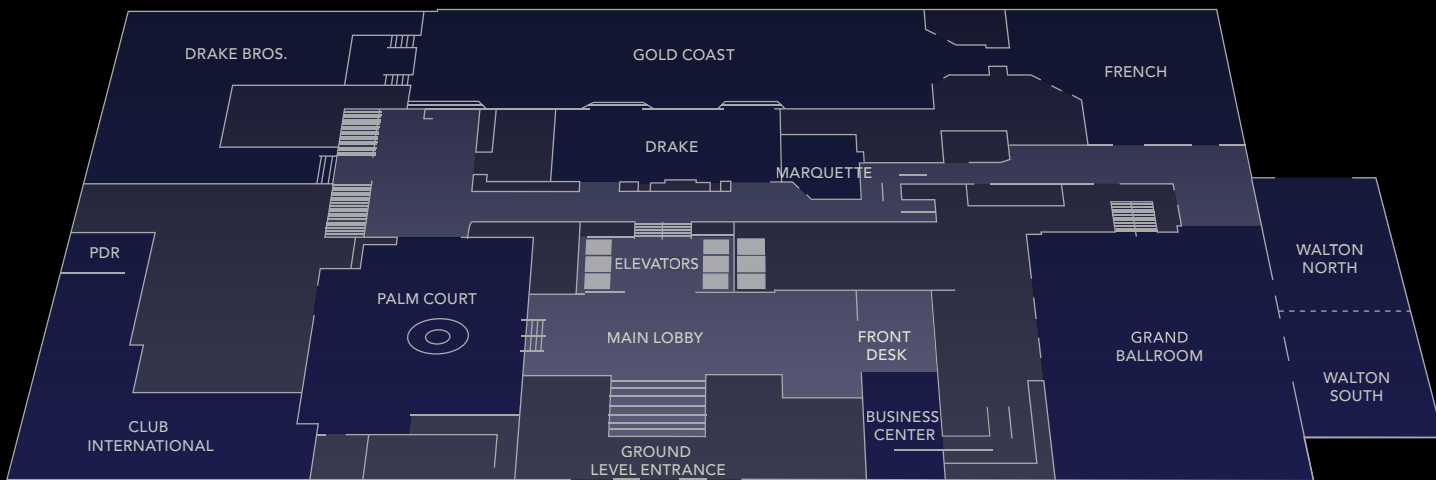 DRAKE BROS.
GOLD COAST
FRENCH
DRAKE
MARQUETTE
PDR
ELEVATORS
WALTON
NORTH
PALM COURT
MAIN LOBBY
FRONT
DESK
GRAND
BALLROOM
WALTON
SOUTH
CLUB
INTERNATIONAL
BUSINESS
CENTER
GROUND
LEVEL ENTRANCE